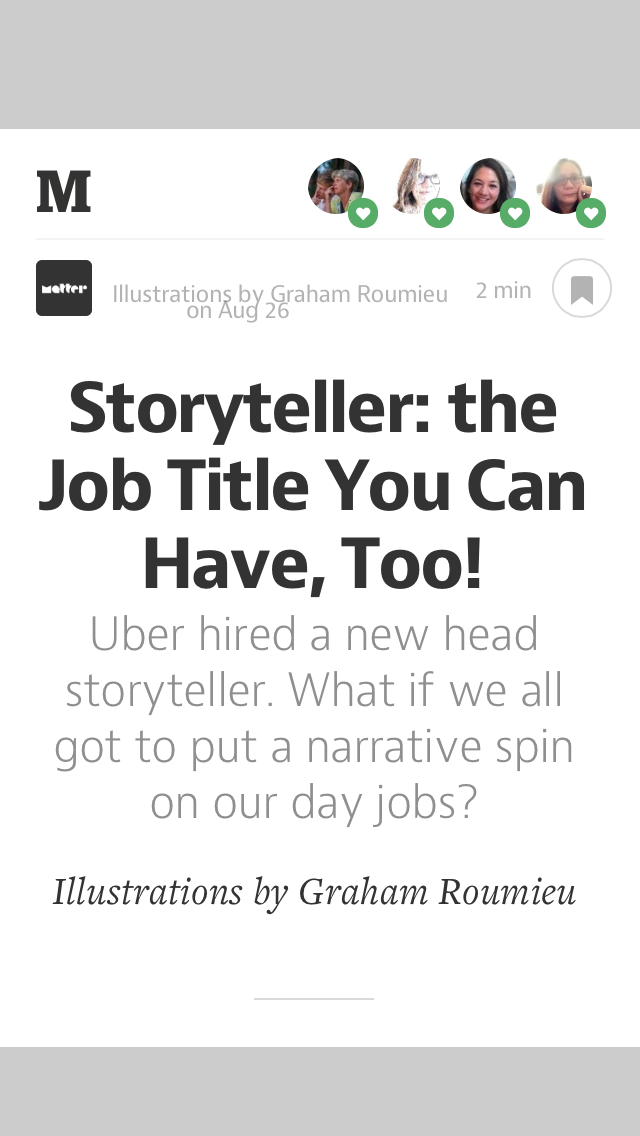 M
matter
Illustrations by Graham Roumieu
on Aug 26
2 min
Storyteller: the
Job Title You Can
Have, Too!
Uber hired a new head
storyteller. What if we all
got to put a narrative spin
on our day jobs?
Illustrations by Graham Roumieu